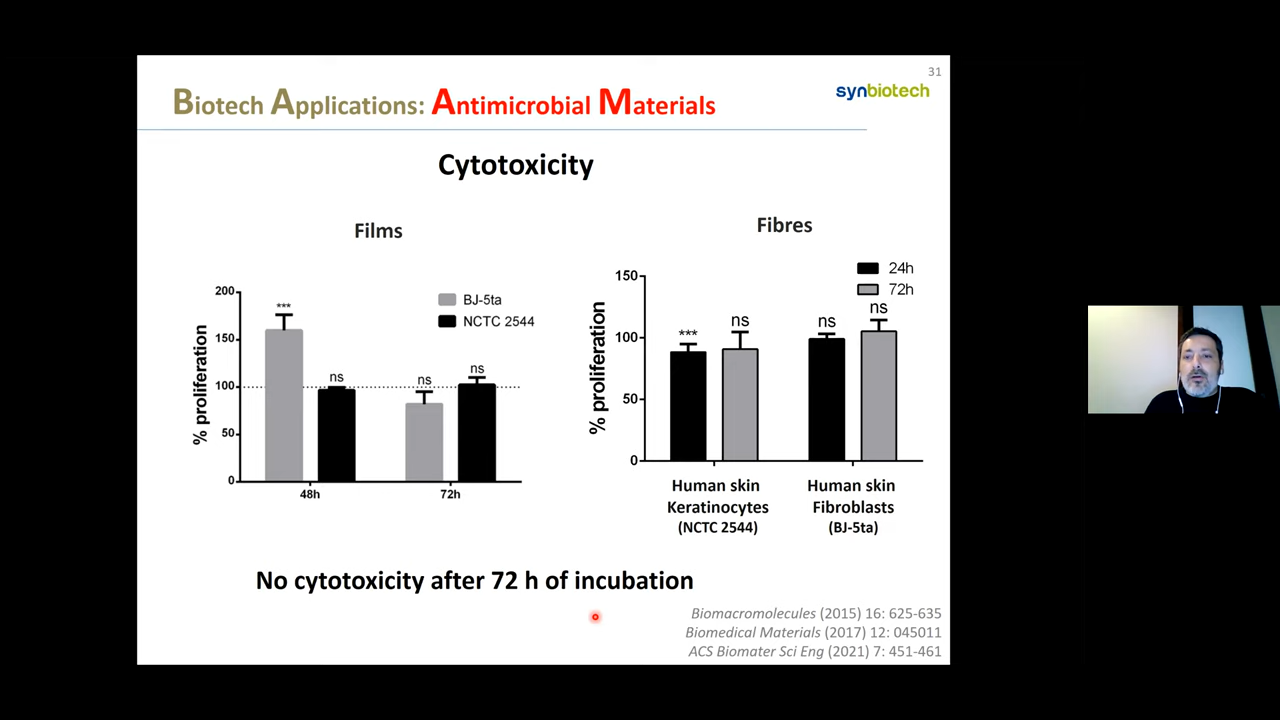 31
Biotech Applications: Antimicrobial Materials
synbiotech
Cytotoxicity
Films
200
150
100
50
0
% proliferation
***
ns
ns
ns
BJ-5ta
NCTC 2544
48h
72h
Fibres
150
100
50
0
% proliferation
24h
72h
***
ns
ns
ns
Human skin
Keratinocytes
(NCTC 2544)
Human skin
Fibroblasts
(BJ-5ta)
No cytotoxicity after 72 h of incubation
Biomacromolecules (2015) 16: 625-635
Biomedical Materials (2017) 12: 045011
ACS Biomater Sci Eng (2021) 7: 451-461